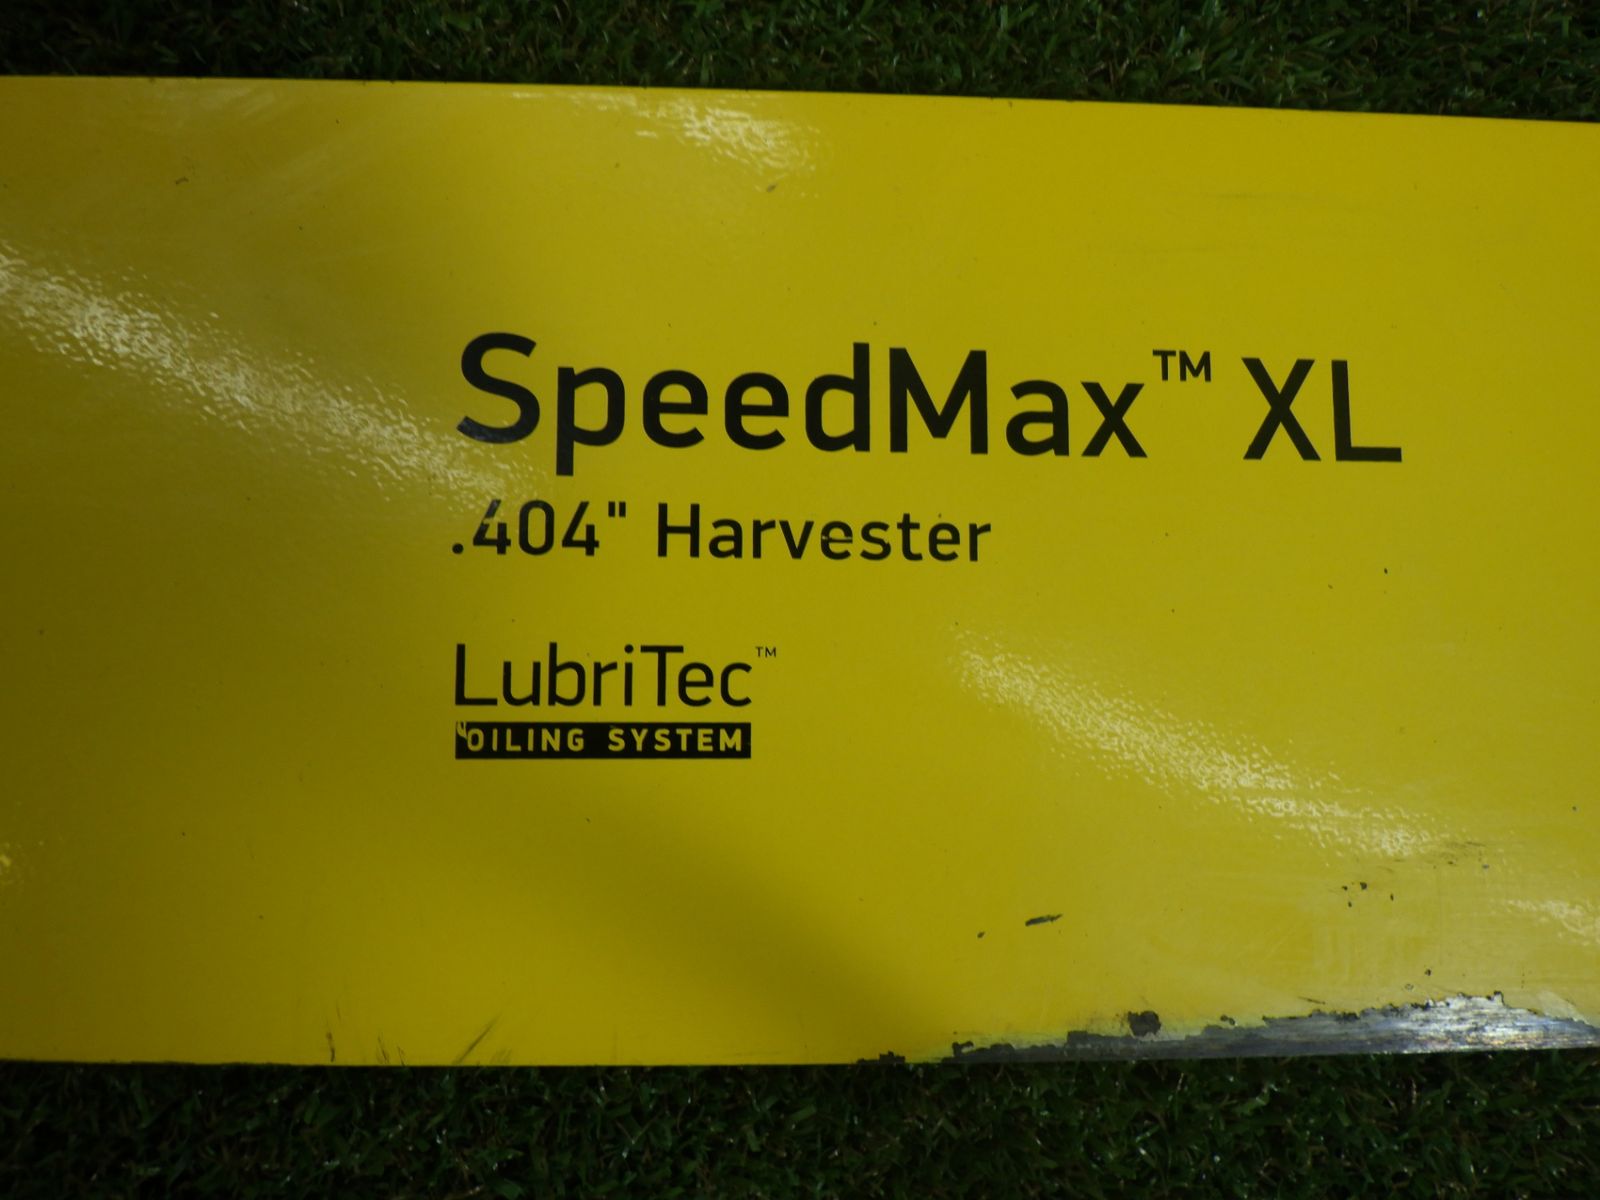 SpeedMax™ XL
.404" Harvester
LubriTec™
OILING SYSTEM